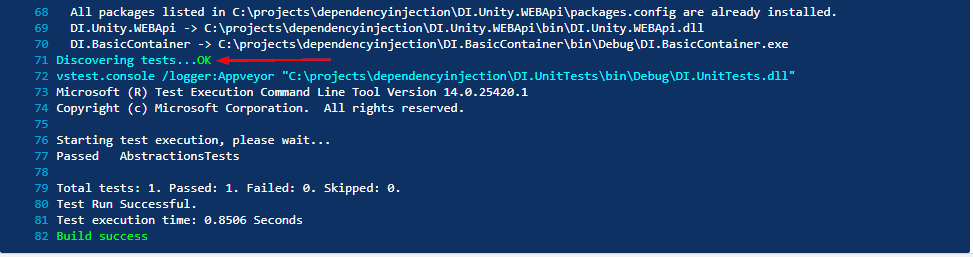 68 All packages listed in C:\projects\dependencyinjection\DI.Unity.WEBApi\packages.config are already installed.
69 DI.Unity.WEBApi -> C:\projects\dependencyinjection\DI.Unity.WEBApi\bin\DI.Unity.WEBApi.dll
70 DI.BasicContainer -> C:\projects\dependencyinjection\DI.BasicContainer\bin\Debug\DI.BasicContainer.exe
71 Discovering tests...OK
72 vstest.console /logger:Appveyor "C:\projects\dependencyinjection\DI.UnitTests\bin\Debug\DI.UnitTests.dll"
73 Microsoft (R) Test Execution Command Line Tool Version 14.0.25420.1
74 Copyright (c) Microsoft Corporation.  All rights reserved.
75
76 Starting test execution, please wait...
77 Passed   AbstractionsTests
78
79 Total tests: 1. Passed: 1. Failed: 0. Skipped: 0.
80 Test Run Successful.
81 Test execution time: 0.8506 Seconds
82 Build success